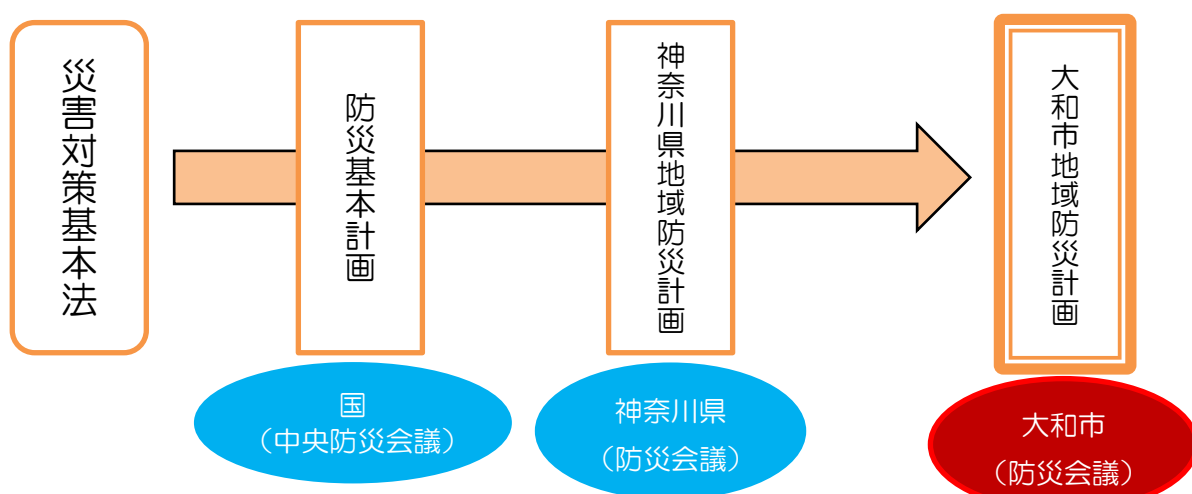 災害対策基本法
防災基本計画
神奈川県地域防災計画
大和市地域防災計画
国
（中央防災会議）
神奈川県
（防災会議）
大和市
（防災会議）